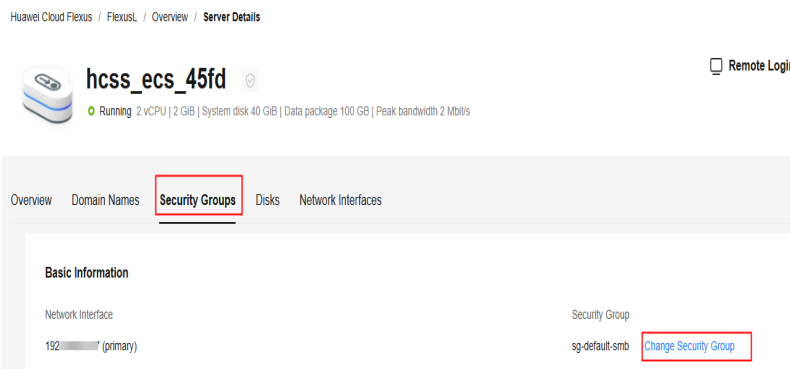 Huawei Cloud Flexus / FlexusL / Overview / Server Details
hcss_ecs_45fd
Remote Login
Running 2 vCPU | 2 GiB | System disk 40 GiB | Data package 100 GB | Peak bandwidth 2 Mbit/s
Overview Domain Names Security Groups Disks Network Interfaces
Basic Information
Network Interface Security Group
192 (primary) sg-default-smb Change Security Group